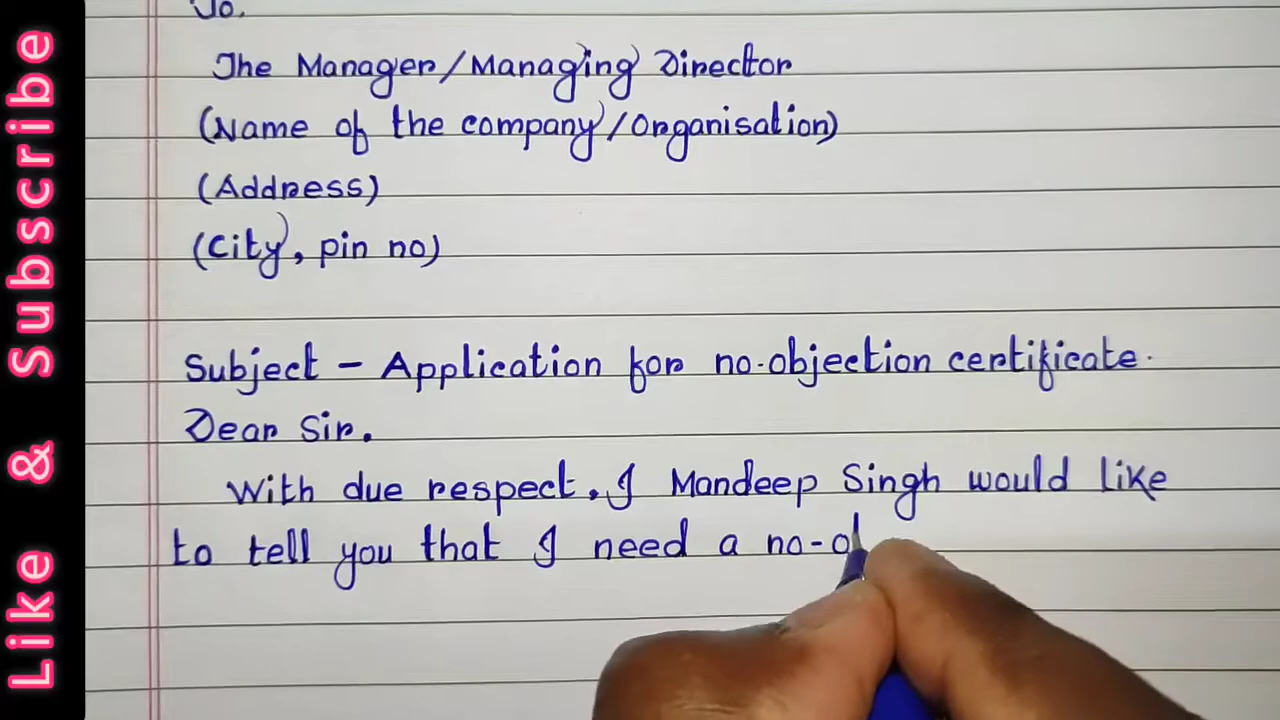 To,
The Manager/Managing Director
(Name of the company/Organisation)
(Address)
(City, pin no)
Subject - Application for no-objection certificate.
Dear Sir.
With due respect. I Mandeep Singh would like
to tell you that I need a no-o
Like & Subscribe